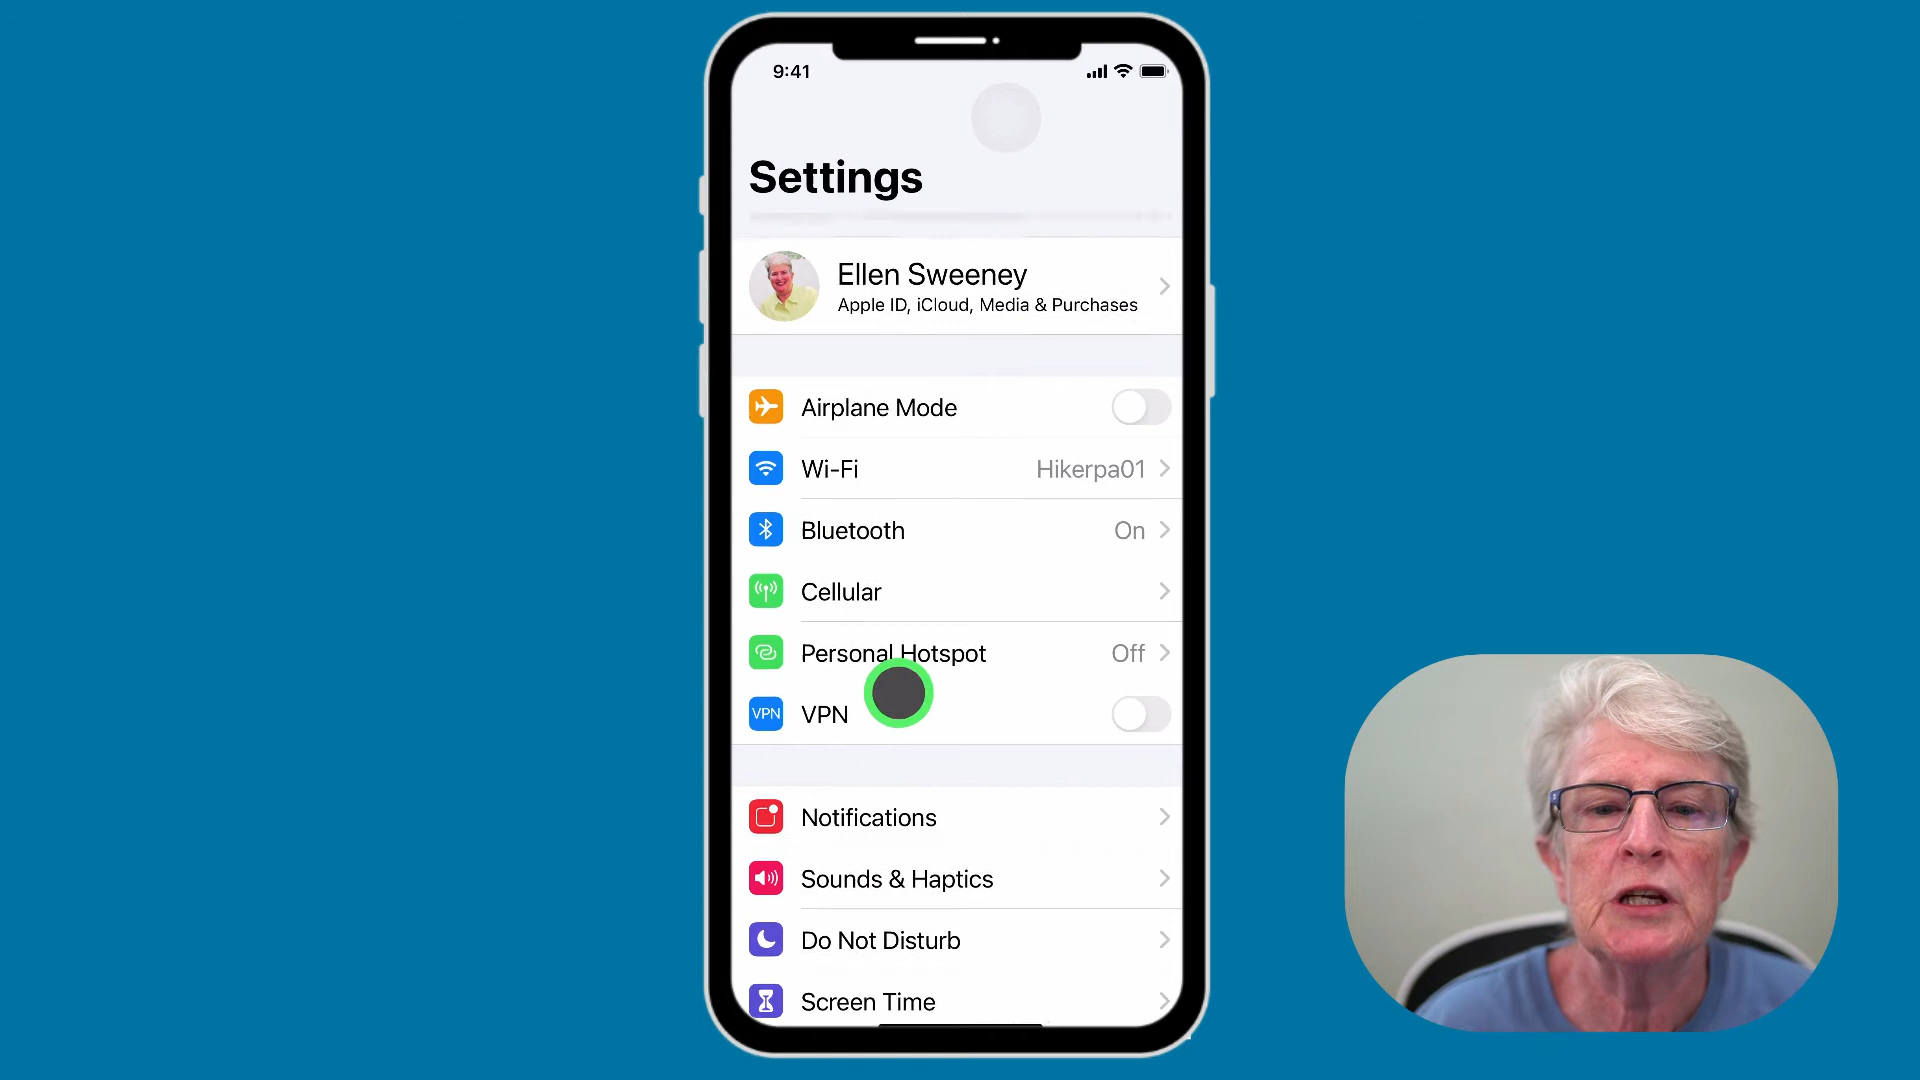 9:41
Settings
Ellen Sweeney
Apple ID, iCloud, Media & Purchases
Airplane Mode
Wi-Fi Hikerpa01
Bluetooth On
Cellular
Personal Hotspot Off
VPN VPN
Notifications
Sounds & Haptics
Do Not Disturb
Screen Time